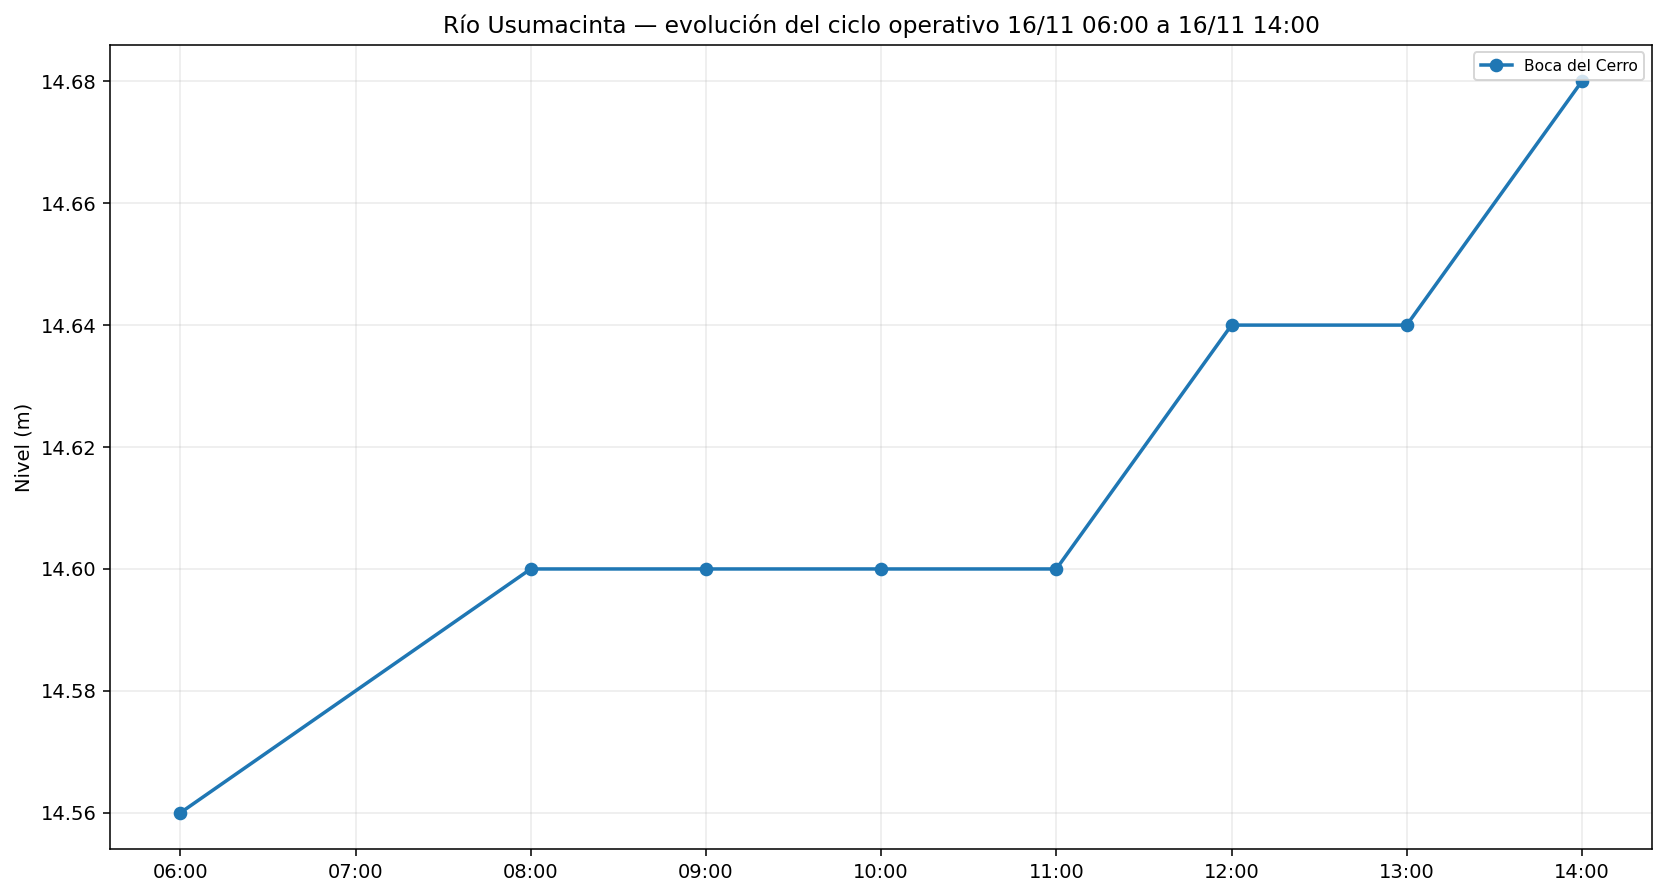 Río Usumacinta — evolución del ciclo operativo 16/11 06:00 a 16/11 14:00
Boca del Cerro
Nivel (m)
14.68
14.66
14.64
14.62
14.60
14.58
14.56
06:00 07:00 08:00 09:00 10:00 11:00 12:00 13:00 14:00